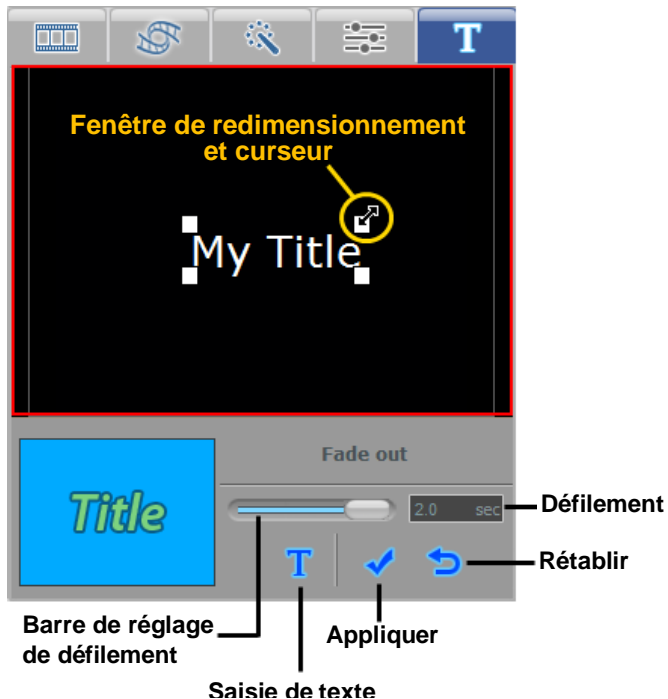 T
Fenêtre de redimensionnement
et curseur
My Title
Fade out
Title
2.0 sec
Défilement
T
Rétablir
Barre de réglage
de défilement
Appliquer
Saisie de texte